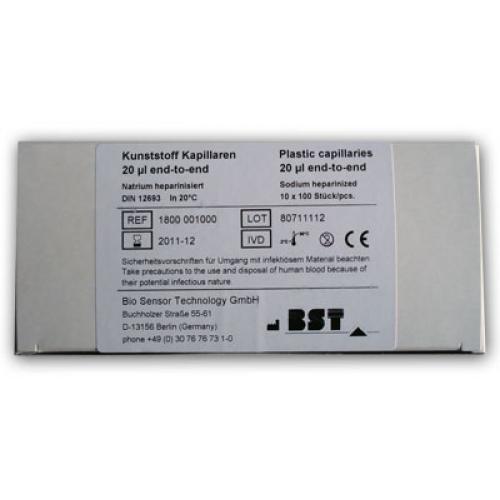 Kunststoff Kapillaren
20 µl end-to-end
Natrium heparinisiert
DIN 12693 In 20°C
Plastic capillaries
20 µl end-to-end
Sodium heparinized
10 x 100 Stück/pcs.
REF 1800 001000
LOT 80711112
2011-12
IVD
CE
Sicherheitsvorschriften für Umgang mit infektiösem Material beachten.
Take precautions to the use and disposal of human blood because of
their potential infectious nature.
Bio Sensor Technology GmbH
Buchholzer Straße 55-61
D-13156 Berlin (Germany)
phone +49 (0) 30 76 76 73 1-0
BST